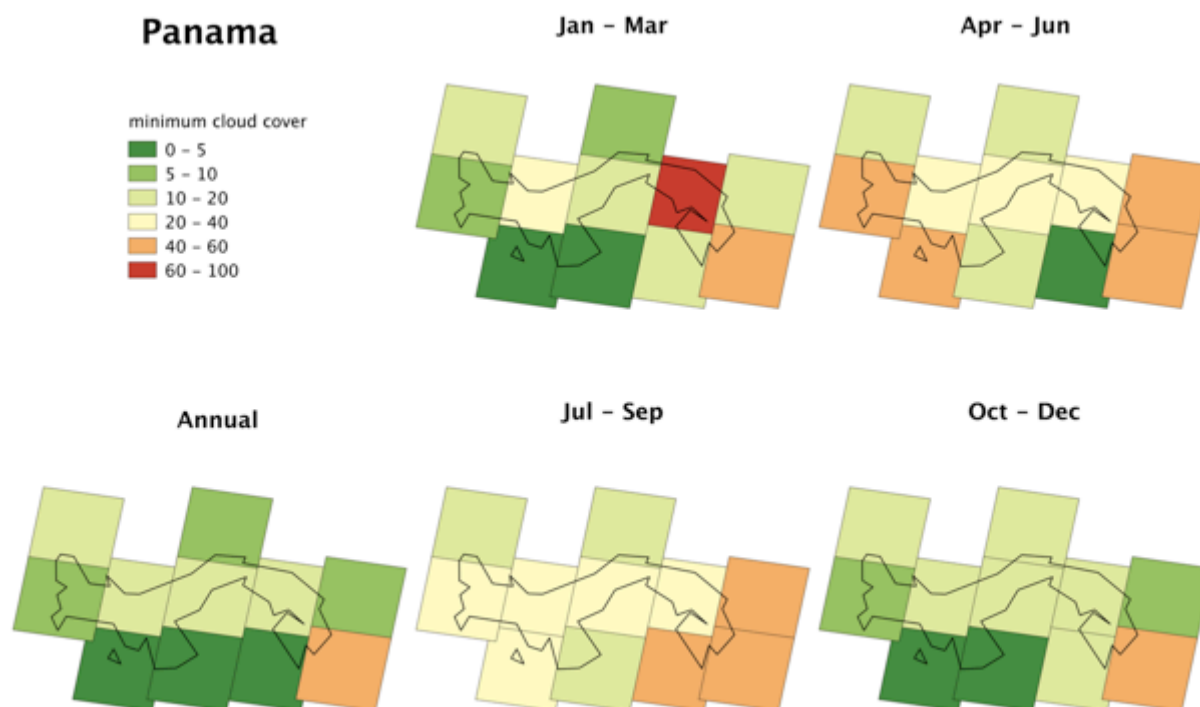 Panama
Jan – Mar
Apr – Jun
minimum cloud cover
0 – 5
5 – 10
10 – 20
20 – 40
40 – 60
60 – 100
Annual
Jul – Sep
Oct – Dec